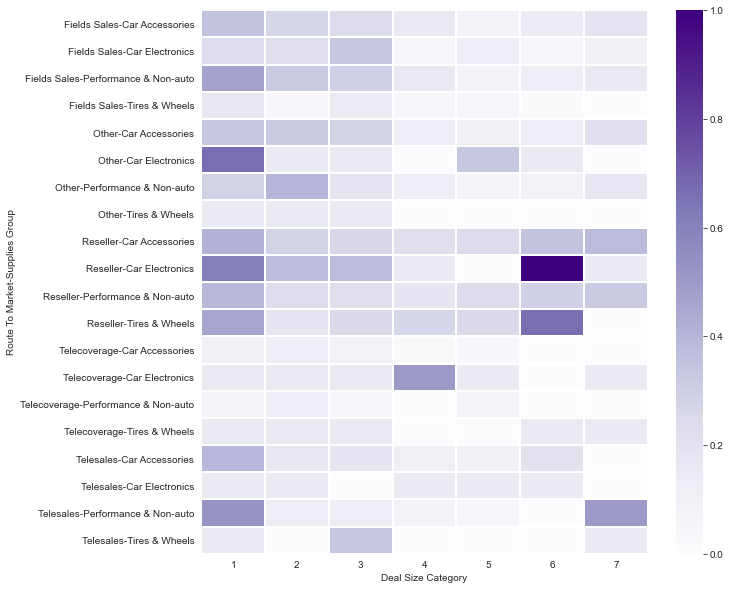 Route To Market-Supplies Group
Fields Sales-Car Accessories
Fields Sales-Car Electronics
Fields Sales-Performance & Non-auto
Fields Sales-Tires & Wheels
Other-Car Accessories
Other-Car Electronics
Other-Performance & Non-auto
Other-Tires & Wheels
Reseller-Car Accessories
Reseller-Car Electronics
Reseller-Performance & Non-auto
Reseller-Tires & Wheels
Telecoverage-Car Accessories
Telecoverage-Car Electronics
Telecoverage-Performance & Non-auto
Telecoverage-Tires & Wheels
Telesales-Car Accessories
Telesales-Car Electronics
Telesales-Performance & Non-auto
Telesales-Tires & Wheels
1 2 3 4 5 6 7
Deal Size Category
1.0
0.8
0.6
0.4
0.2
0.0